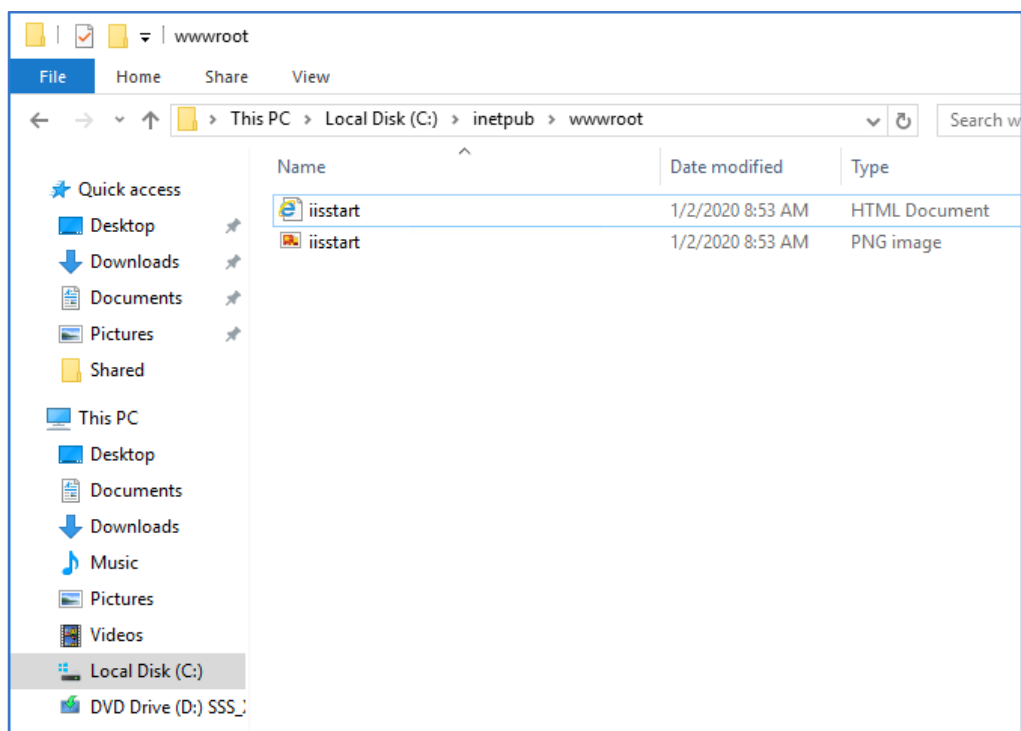 wwwroot
File Home Share View
This PC > Local Disk (C:) > inetpub > wwwroot
Search w
Name Date modified Type
iisstart 1/2/2020 8:53 AM HTML Document
iisstart 1/2/2020 8:53 AM PNG image
Quick access
Desktop
Downloads
Documents
Pictures
Shared
This PC
Desktop
Documents
Downloads
Music
Pictures
Videos
Local Disk (C:)
DVD Drive (D:) SSS_